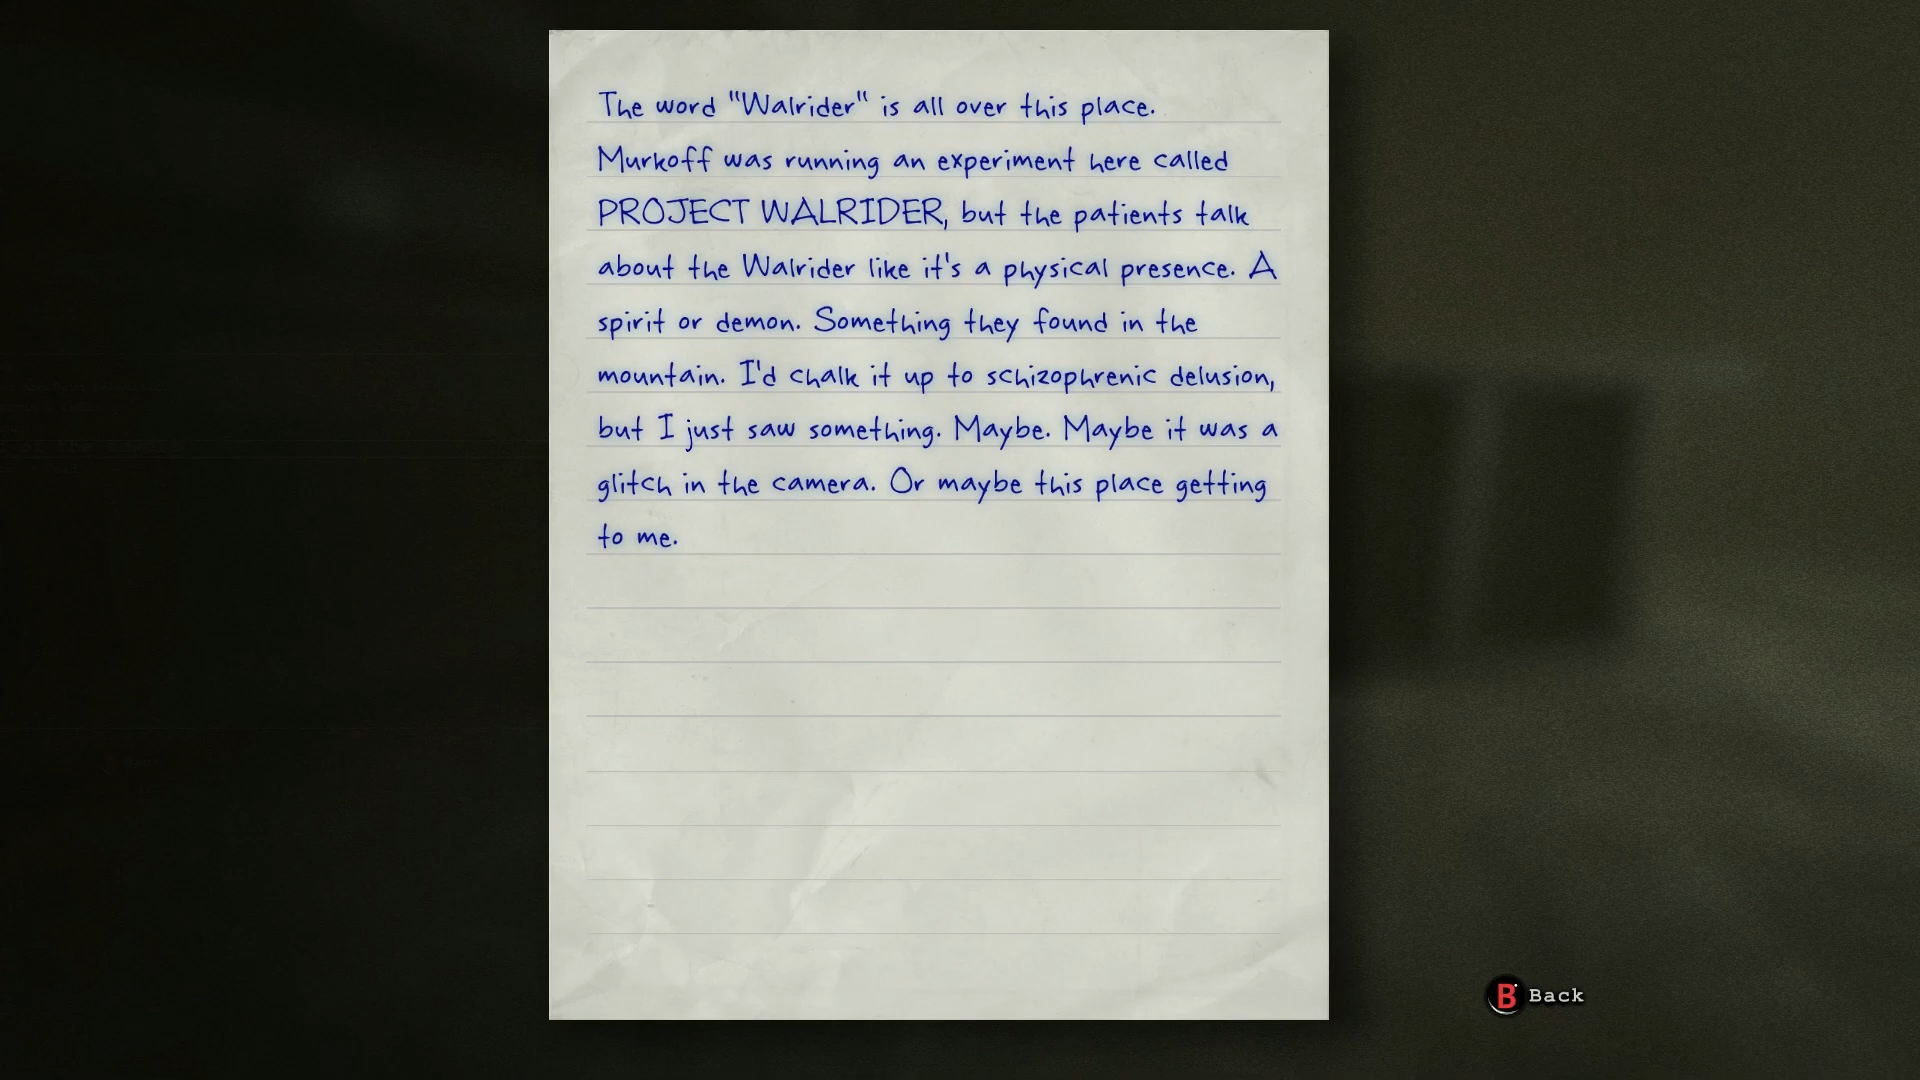 The word "Walrider" is all over this place.
Murkoff was running an experiment here called
PROJECT WALRIDER, but the patients talk
about the Walrider like it's a physical presence. A
spirit or demon. Something they found in the
mountain. I'd chalk it up to schizophrenic delusion,
but I just saw something. Maybe. Maybe it was a
glitch in the camera. Or maybe this place getting
to me.
B Back